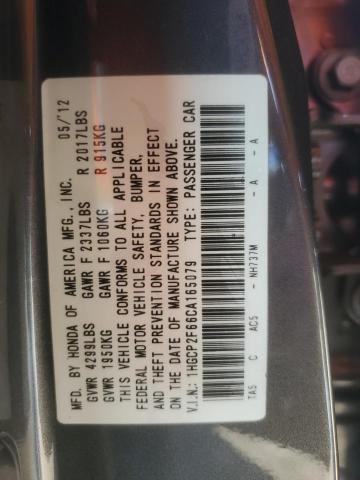 MFD. BY HONDA OF AMERICA MFG., INC. 05/12
GVWR 4299LBS GAWR F 2337LBS R 2017LBS
GVWR 1950KG GAWR F 1060KG R 915KG
THIS VEHICLE CONFORMS TO ALL APPLICABLE
FEDERAL MOTOR VEHICLE SAFETY, BUMPER,
AND THEFT PREVENTION STANDARDS IN EFFECT
ON THE DATE OF MANUFACTURE SHOWN ABOVE.
V.I.N.: 1HGCP2F66CA165079 TYPE: PASSENGER CAR
TA5 C AC5 - NH737M - A - A